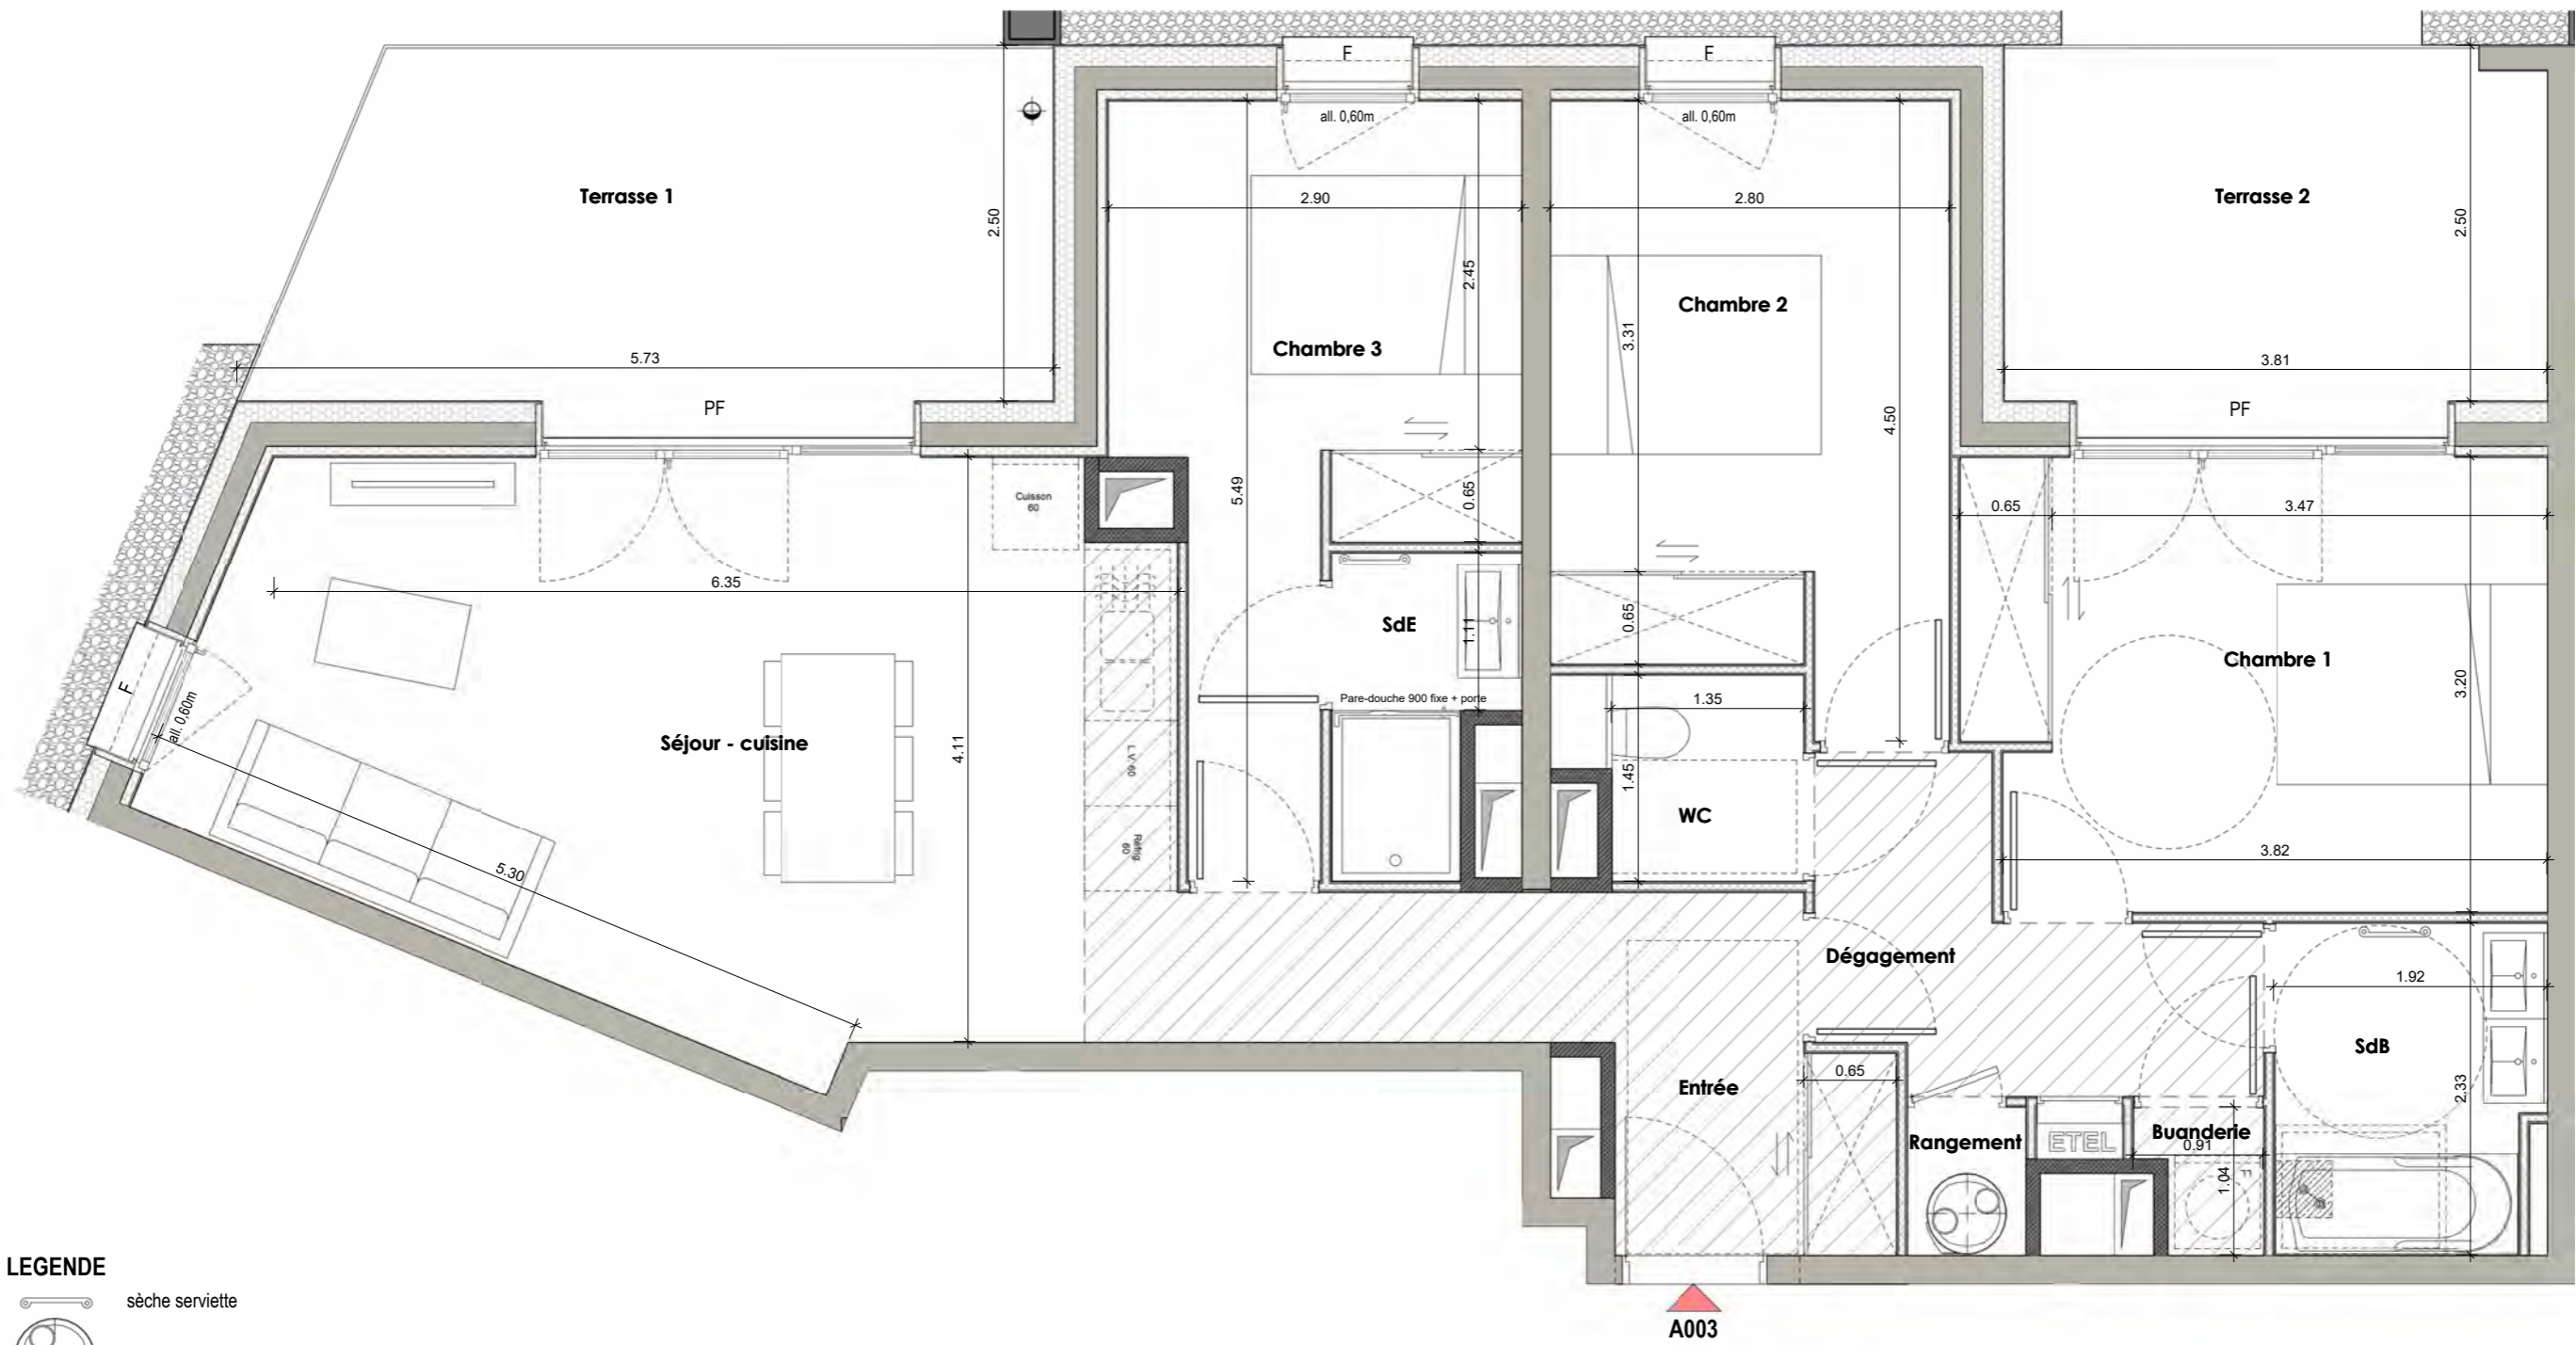 F
F
all. 0,60m
all. 0,60m
Terrasse 1
2.90
2.80
Terrasse 2
2.50
2.50
2.45
Chambre 2
3.31
Chambre 3
5.73
3.81
PF
PF
4.50
Cuisson
60
5.49
0.65
0.65
3.47
6.35
SdE
1.11
0.65
Chambre 1
F
all. 0,60m
3.20
Pare-douche 900 fixe + porte
1.35
Séjour - cuisine
4.11
L.V. 60
1.45
WC
Réfrig.
60
3.82
5.30
Dégagement
1.92
SdB
0.65
Entrée
2.33
Buanderie
Rangement
ETEL
0.91
1.04
F
LEGENDE
sèche serviette
A003